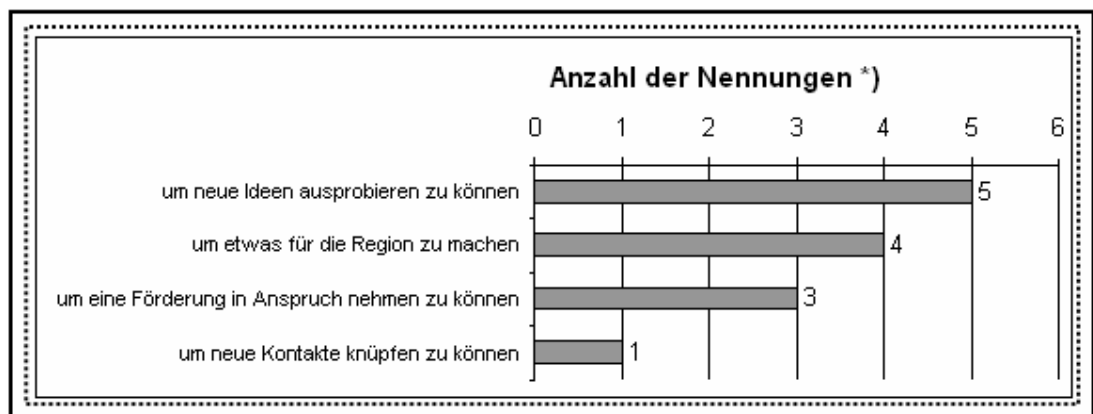 Anzahl der Nennungen *)
0 1 2 3 4 5 6
um neue Ideen ausprobieren zu können 5
um etwas für die Region zu machen 4
um eine Förderung in Anspruch nehmen zu können 3
um neue Kontakte knüpfen zu können 1